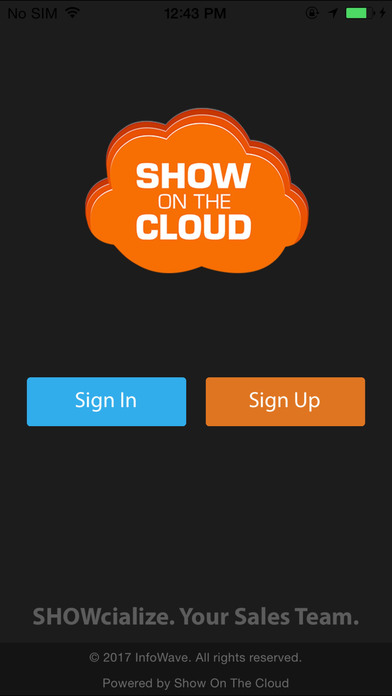 No SIM 12:43 PM
SHOW
ON THE
CLOUD
Sign In Sign Up
SHOWcialize. Your Sales Team.
© 2017 InfoWave. All rights reserved.
Powered by Show On The Cloud